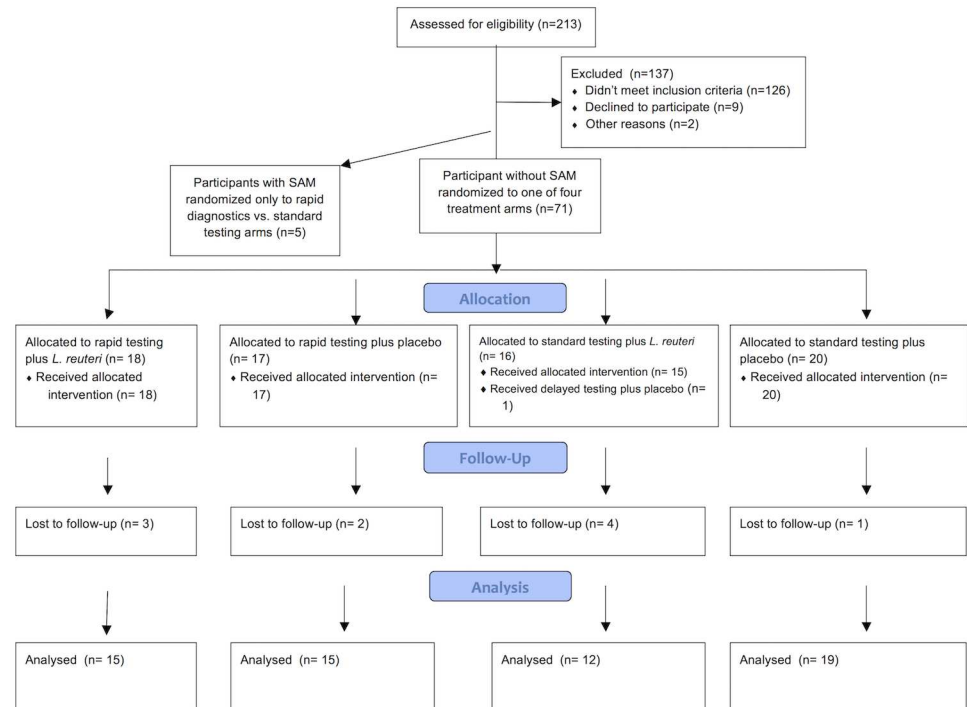 Assessed for eligibility (n=213)
Excluded (n=137)
♦ Didn't meet inclusion criteria (n=126)
♦ Declined to participate (n=9)
♦ Other reasons (n=2)
Participants with SAM
randomized only to rapid
diagnostics vs. standard
testing arms (n=5)
Participant without SAM
randomized to one of four
treatment arms (n=71)
Allocation
Allocated to rapid testing
plus L. reuteri (n= 18)
♦ Received allocated
intervention (n= 18)
Allocated to rapid testing plus placebo
(n= 17)
♦ Received allocated intervention (n=
17)
Allocated to standard testing plus L. reuteri
(n= 16)
♦ Received allocated intervention (n= 15)
♦ Received delayed testing plus placebo (n=
1)
Allocated to standard testing plus
placebo (n= 20)
♦ Received allocated intervention (n=
20)
Follow-Up
Lost to follow-up (n= 3)
Lost to follow-up (n= 2)
Lost to follow-up (n= 4)
Lost to follow-up (n= 1)
Analysis
Analysed (n= 15)
Analysed (n= 15)
Analysed (n= 12)
Analysed (n= 19)